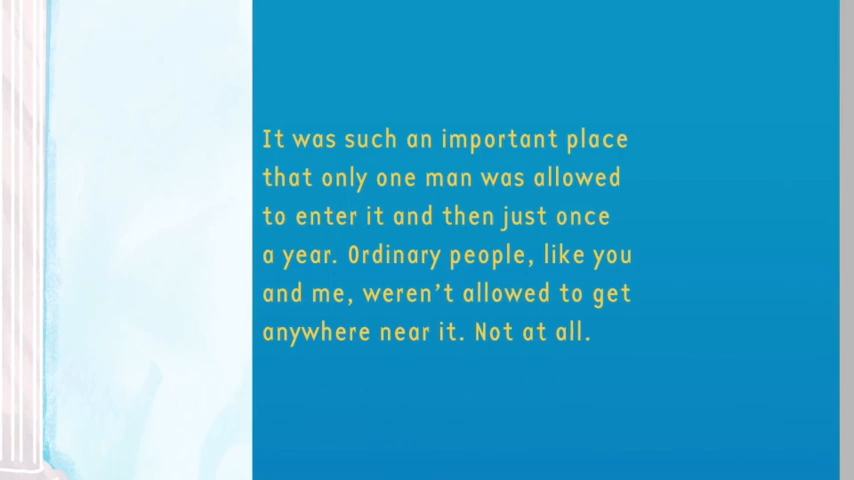 It was such an important place
that only one man was allowed
to enter it and then just once
a year. Ordinary people, like you
and me, weren't allowed to get
anywhere near it. Not at all.